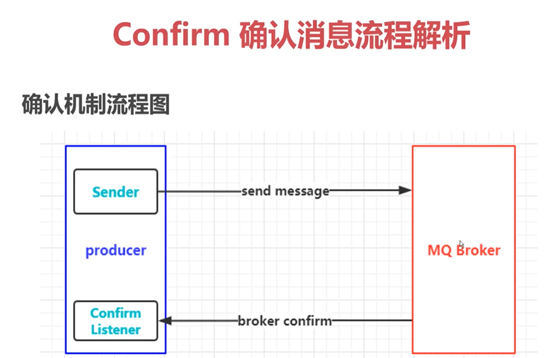 Confirm 确认消息流程解析
确认机制流程图
Sender
send message
producer
MQ Broker
Confirm
Listener
broker confirm